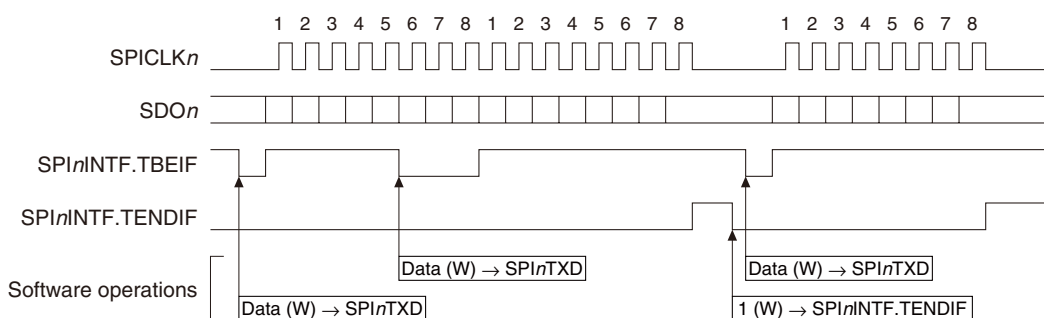 1 2 3 4 5 6 7 8 1 2 3 4 5 6 7 8 1 2 3 4 5 6 7 8
SPICLKn
SDOn
SPInINTF.TBEIF
SPInINTF.TENDIF
Data (W) → SPInTXD
Data (W) → SPInTXD
Software operations
Data (W) → SPInTXD
1 (W) → SPInINTF.TENDIF